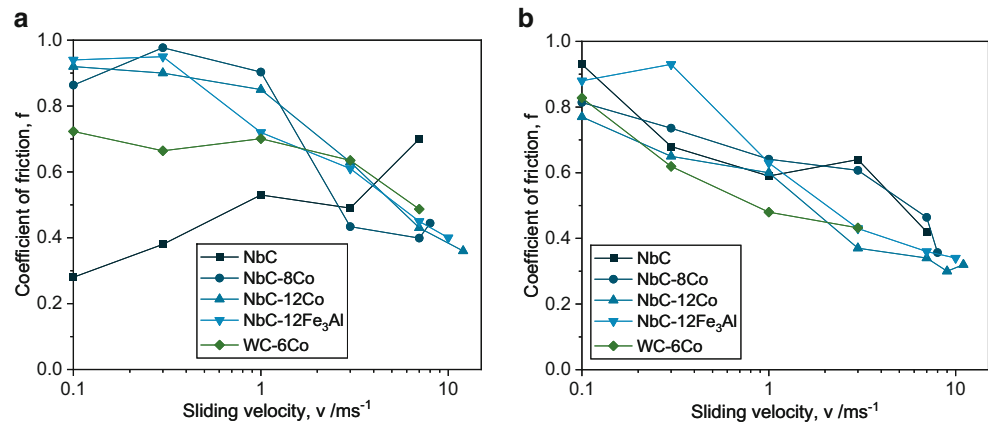 a
Coefficient of friction, f
1.0
0.8
0.6
0.4
0.2
0.0
NbC
NbC-8Co
NbC-12Co
NbC-12Fe₃Al
WC-6Co
0.1
1
10
Sliding velocity, v /ms⁻¹
b
Coefficient of friction, f
1.0
0.8
0.6
0.4
0.2
0.0
NbC
NbC-8Co
NbC-12Co
NbC-12Fe₃Al
WC-6Co
0.1
1
10
Sliding velocity, v /ms⁻¹